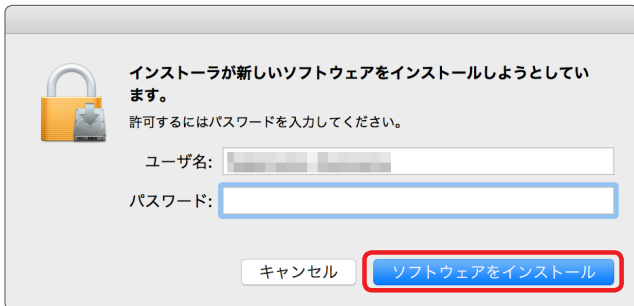 インストーラが新しいソフトウェアをインストールしようとしてい
ます。
許可するにはパスワードを入力してください。
ユーザ名:
パスワード:
キャンセル
ソフトウェアをインストール